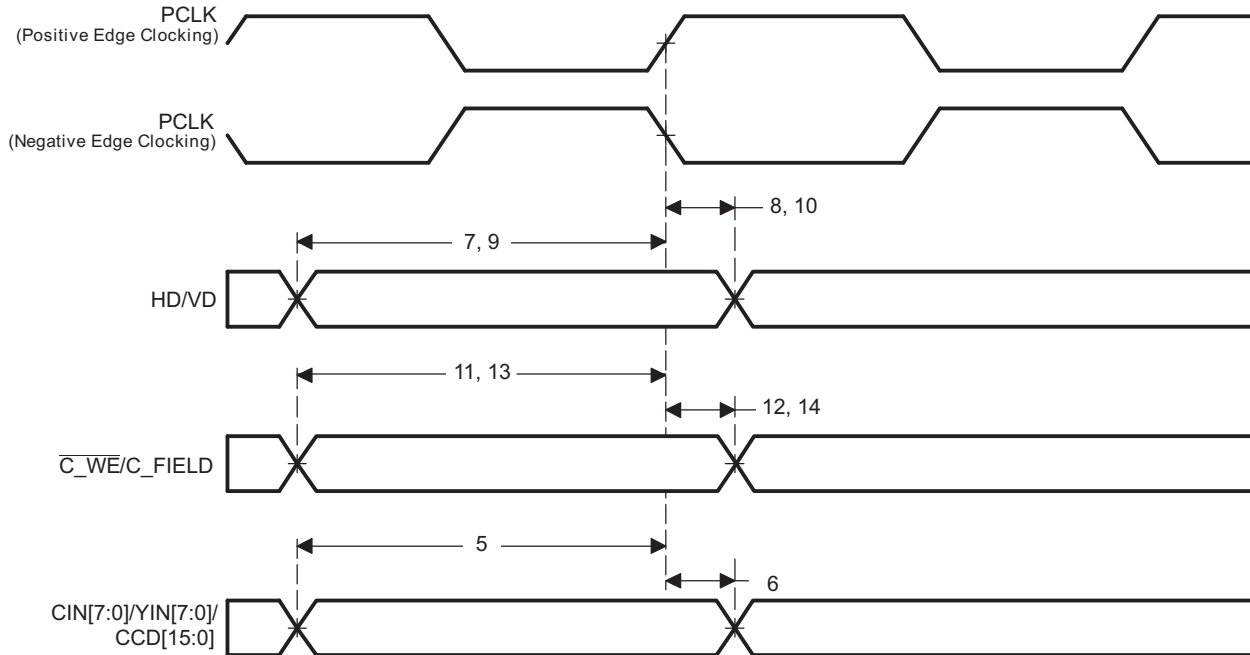 PCLK
(Positive Edge Clocking)
PCLK
(Negative Edge Clocking)
8, 10
7, 9
HD/VD
11, 13
12, 14
C_WE/C_FIELD
5
6
CIN[7:0]/YIN[7:0]/
CCD[15:0]